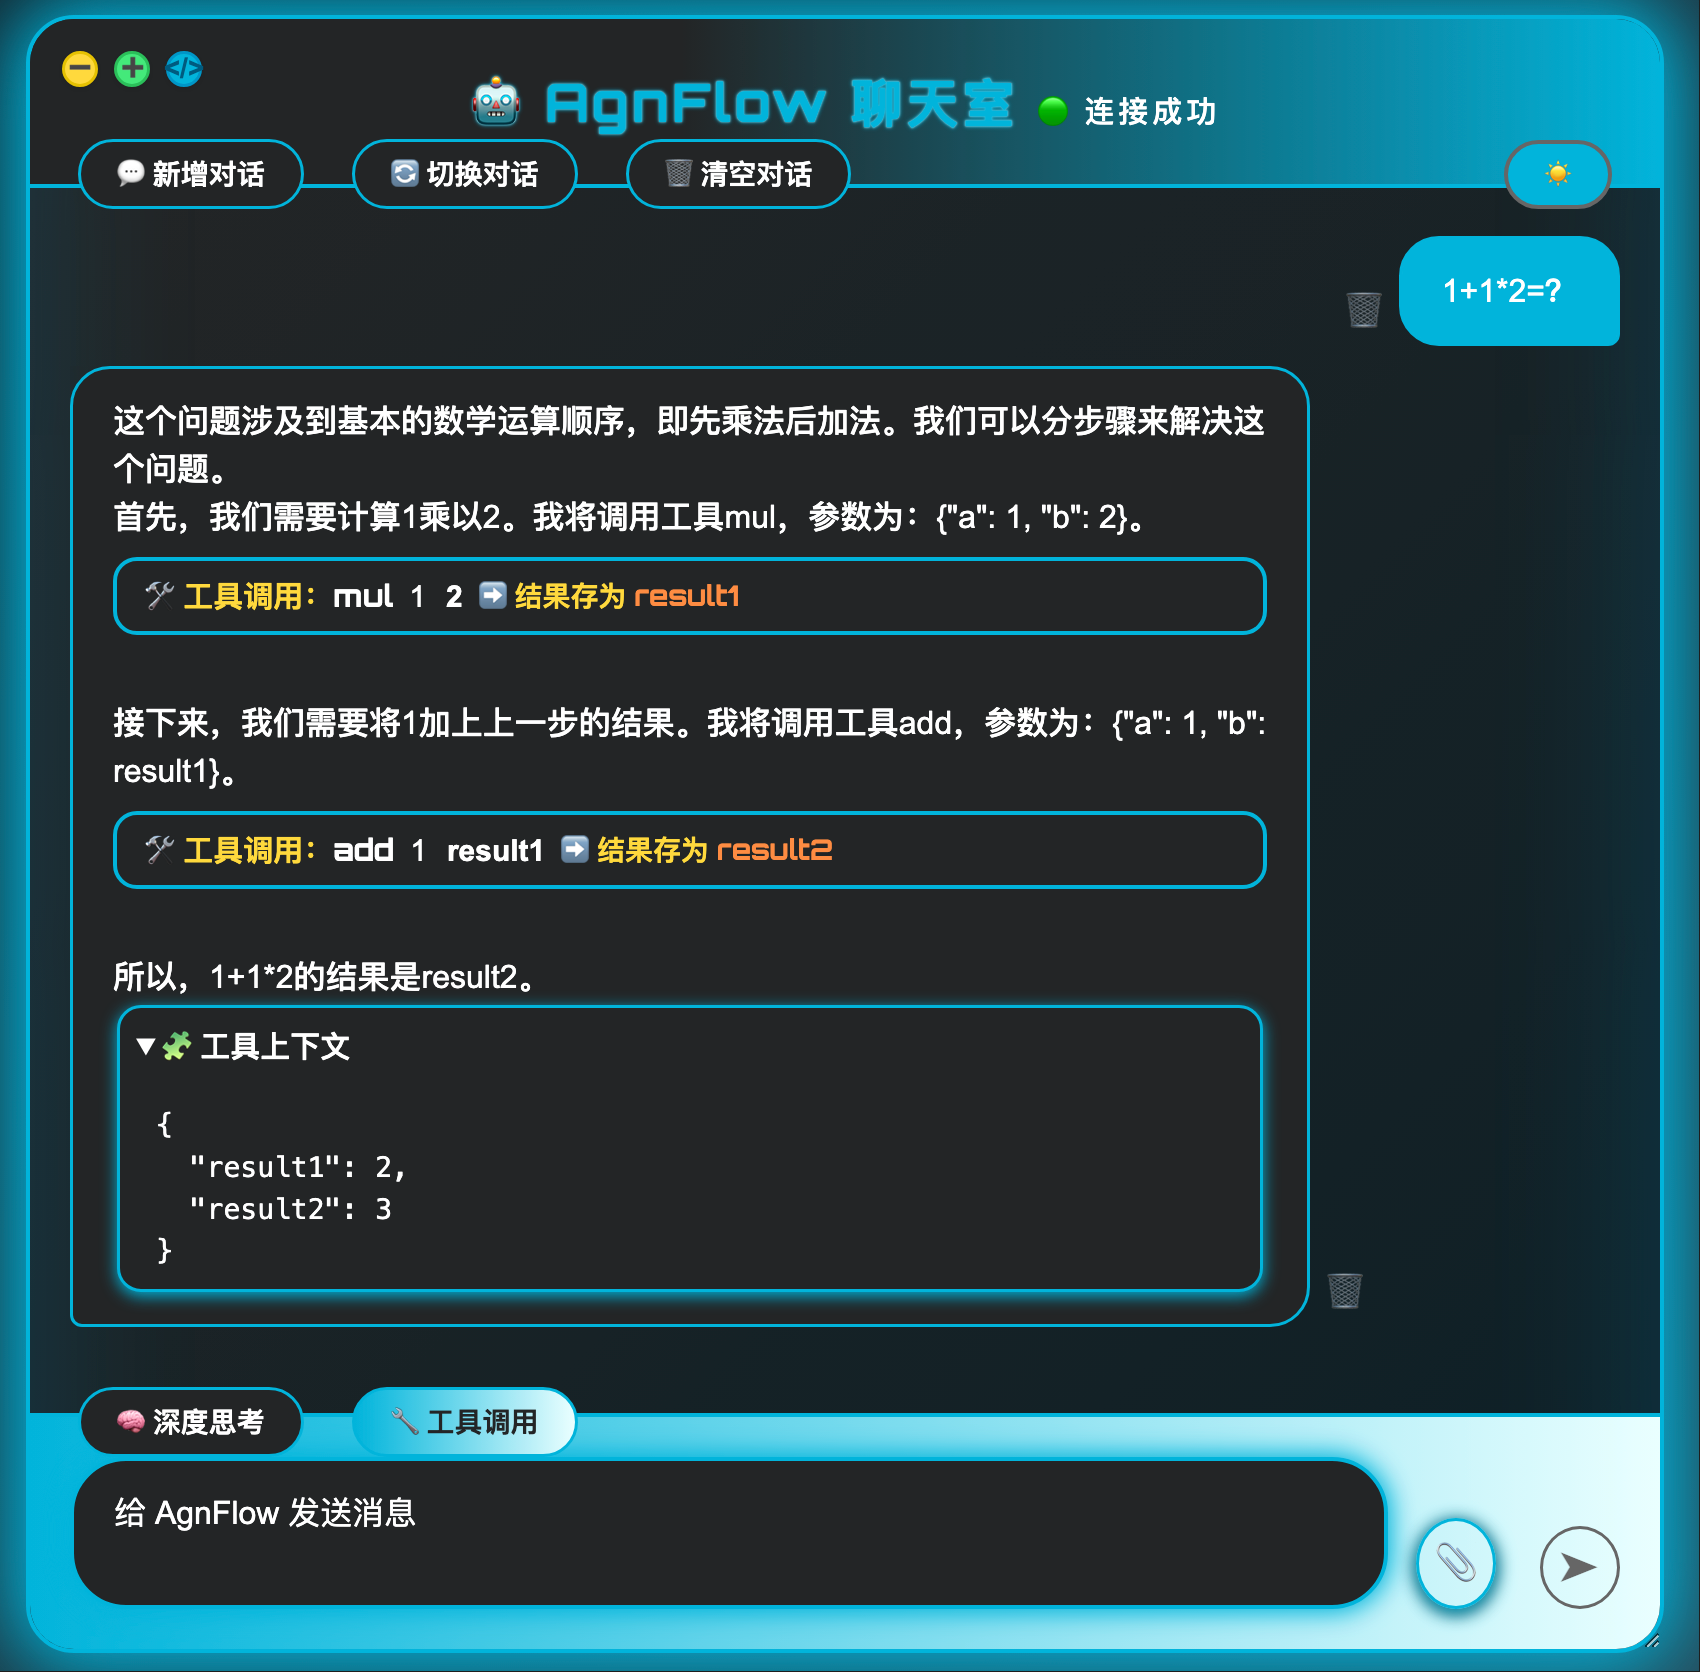 AgnFlow 聊天室 连接成功
新增对话 切换对话 清空对话
1+1*2=?
这个问题涉及到基本的数学运算顺序，即先乘法后加法。我们可以分步骤来解决这
个问题。
首先，我们需要计算1乘以2。我将调用工具mul，参数为：{"a": 1, "b": 2}。
工具调用：mul 1 2 ➡ 结果存为 result1
接下来，我们需要将1加上上一步的结果。我将调用工具add，参数为：{"a": 1, "b":
result1}。
工具调用：add 1 result1 ➡ 结果存为 result2
所以，1+1*2的结果是result2。
工具上下文
{
"result1": 2,
"result2": 3
}
深度思考 工具调用
给 AgnFlow 发送消息